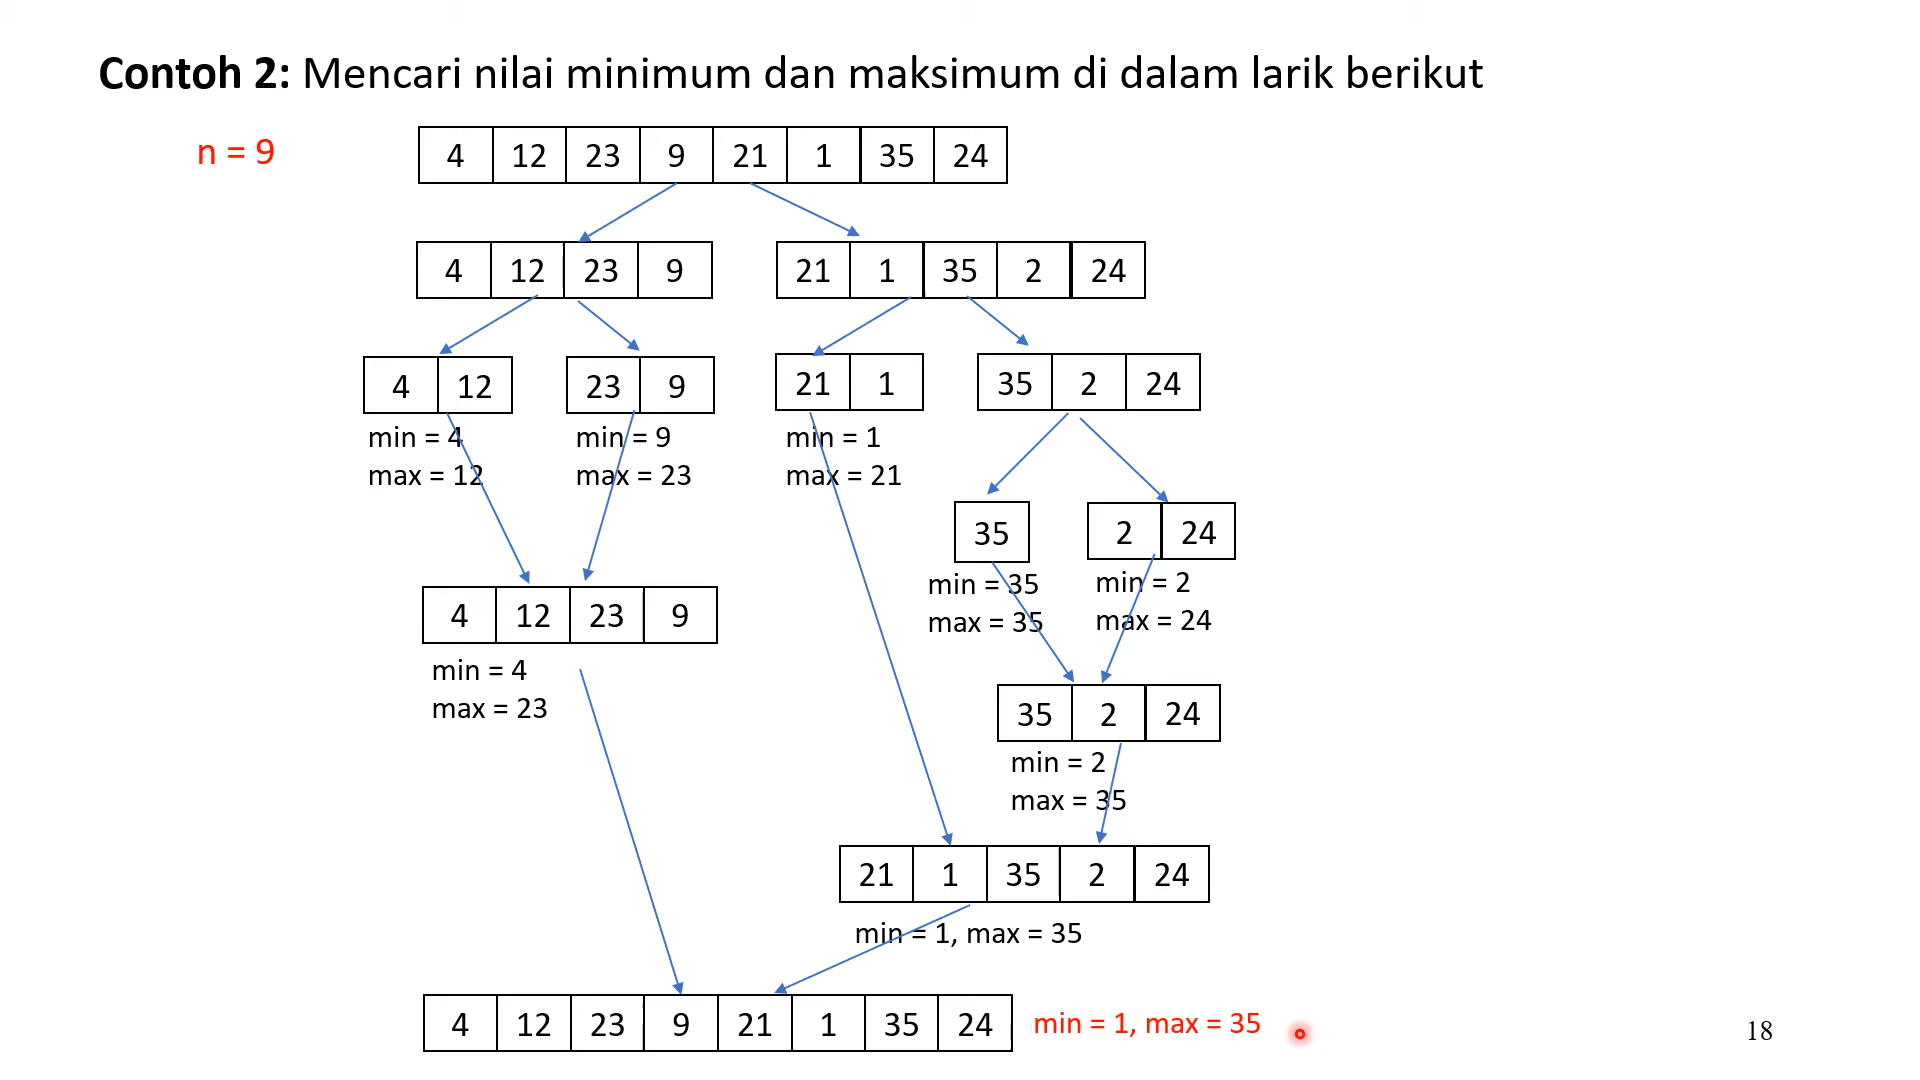 Contoh 2: Mencari nilai minimum dan maksimum di dalam larik berikut
n = 9
4 12 23 9 21 1 35 24
4 12 23 9
21 1 35 2 24
4 12
23 9
21 1
35 2 24
min = 4
max = 12
min = 9
max = 23
min = 1
max = 21
35
2 24
min = 35
max = 35
min = 2
max = 24
4 12 23 9
min = 4
max = 23
35 2 24
min = 2
max = 35
21 1 35 2 24
min = 1, max = 35
4 12 23 9 21 1 35 24
min = 1, max = 35
18